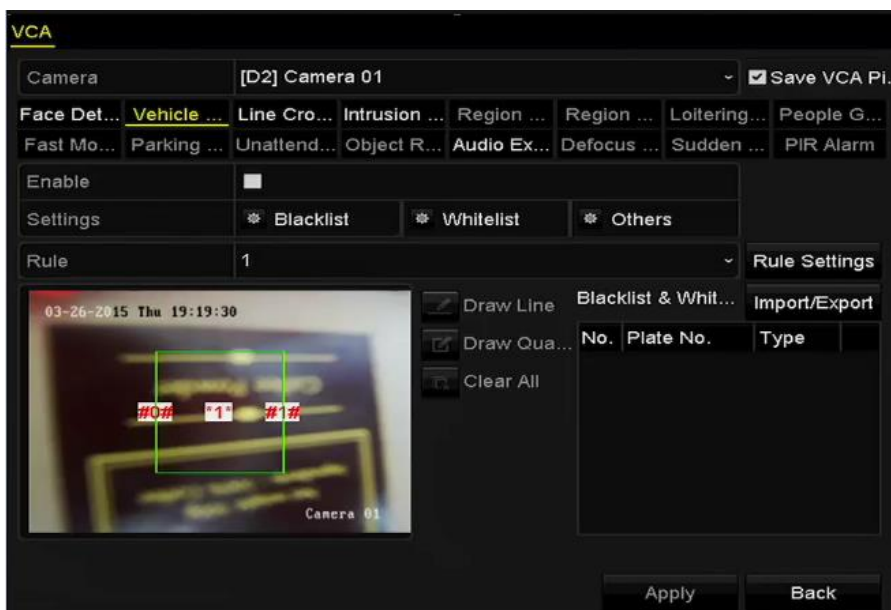 VCA
Camera [D2] Camera 01 Save VCA Pi.
Face Det... Vehicle ... Line Cro... Intrusion ... Region ... Region ... Loitering... People G...
Fast Mo... Parking ... Unattend... Object R... Audio Ex... Defocus ... Sudden ... PIR Alarm
Enable
Settings Blacklist Whitelist Others
Rule 1 Rule Settings
03-26-2015 Thu 19:19:30 Draw Line Blacklist & Whit... Import/Export
Draw Qua... No. Plate No. Type
Clear All
#0# *1* #1#
Camera 01
Apply Back